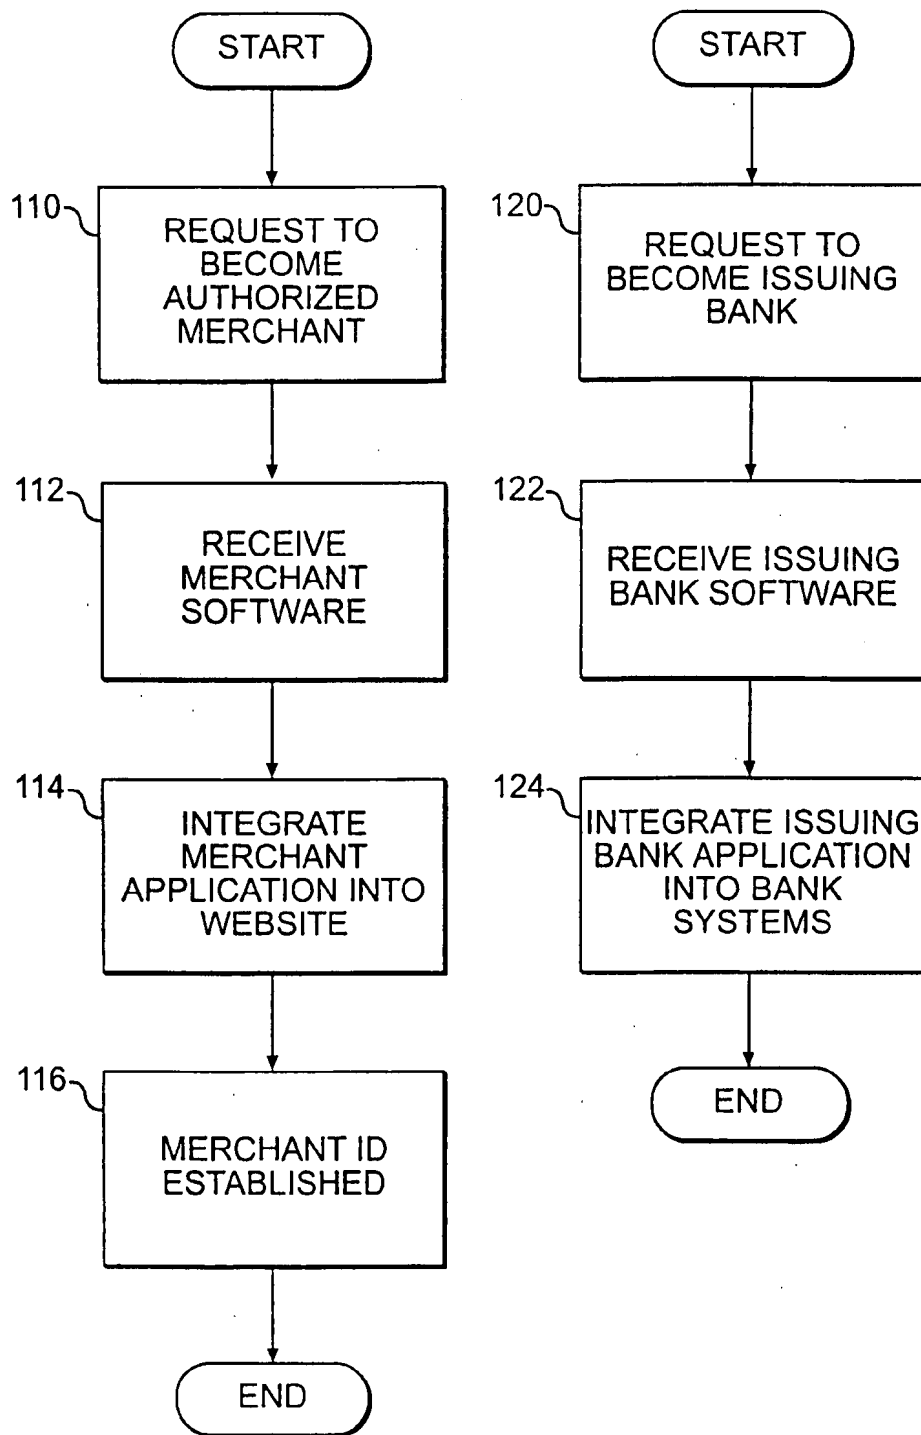 START
110
REQUEST TO
BECOME
AUTHORIZED
MERCHANT
112
RECEIVE
MERCHANT
SOFTWARE
114
INTEGRATE
MERCHANT
APPLICATION INTO
WEBSITE
116
MERCHANT ID
ESTABLISHED
END
START
120
REQUEST TO
BECOME ISSUING
BANK
122
RECEIVE ISSUING
BANK SOFTWARE
124
INTEGRATE ISSUING
BANK APPLICATION
INTO BANK
SYSTEMS
END